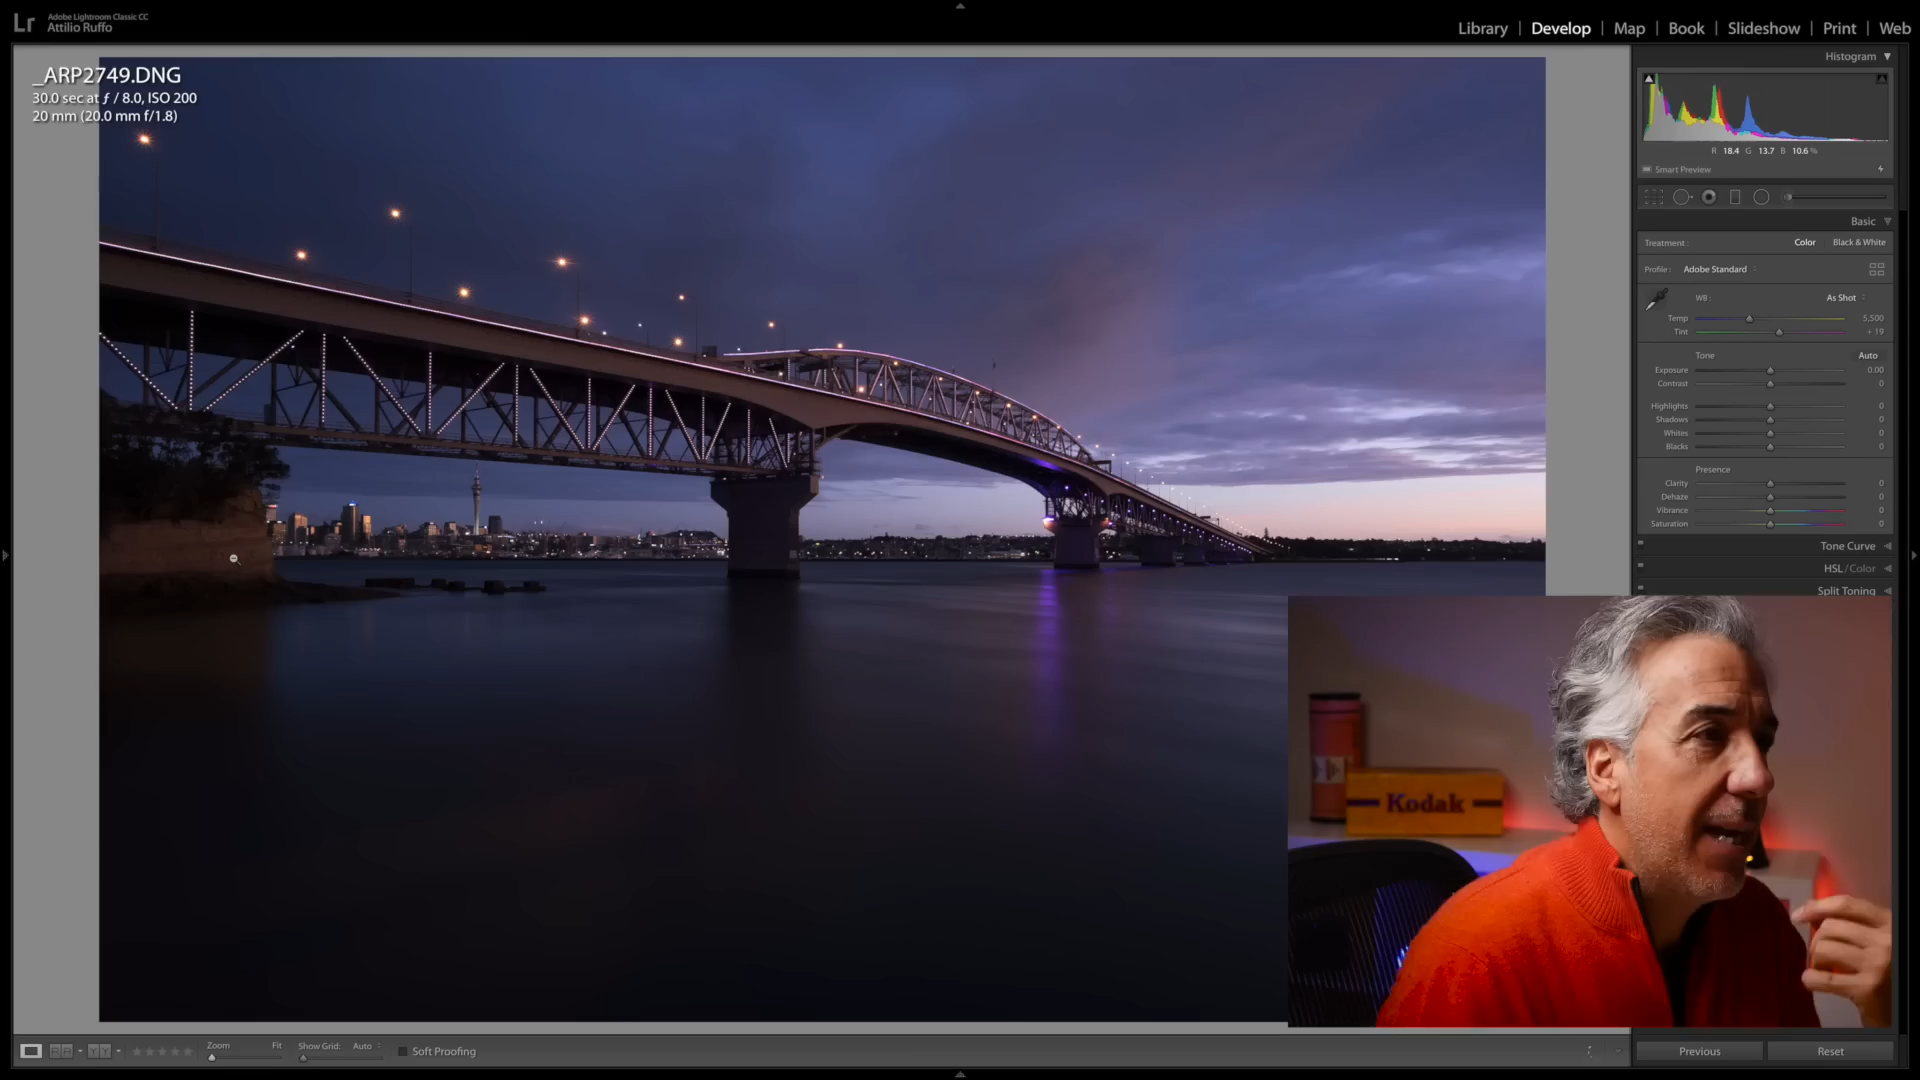 Lr
Adobe Lightroom Classic CC
Attilio Ruffo
Library | Develop | Map | Book | Slideshow | Print | Web
_ARP2749.DNG
30.0 sec at ƒ / 8.0, ISO 200
20 mm (20.0 mm f/1.8)
Histogram
R 18.4 G 13.7 B 10.6 %
Smart Preview
Basic
Treatment : Color Black & White
Profile : Adobe Standard
WB : As Shot
Temp 5,500
Tint + 19
Tone Auto
Exposure 0.00
Contrast 0
Highlights 0
Shadows 0
Whites 0
Blacks 0
Presence
Clarity 0
Dehaze 0
Vibrance 0
Saturation 0
Tone Curve
HSL / Color
Split Toning
Kodak
Zoom Fit Show Grid: Auto Soft Proofing
Previous Reset